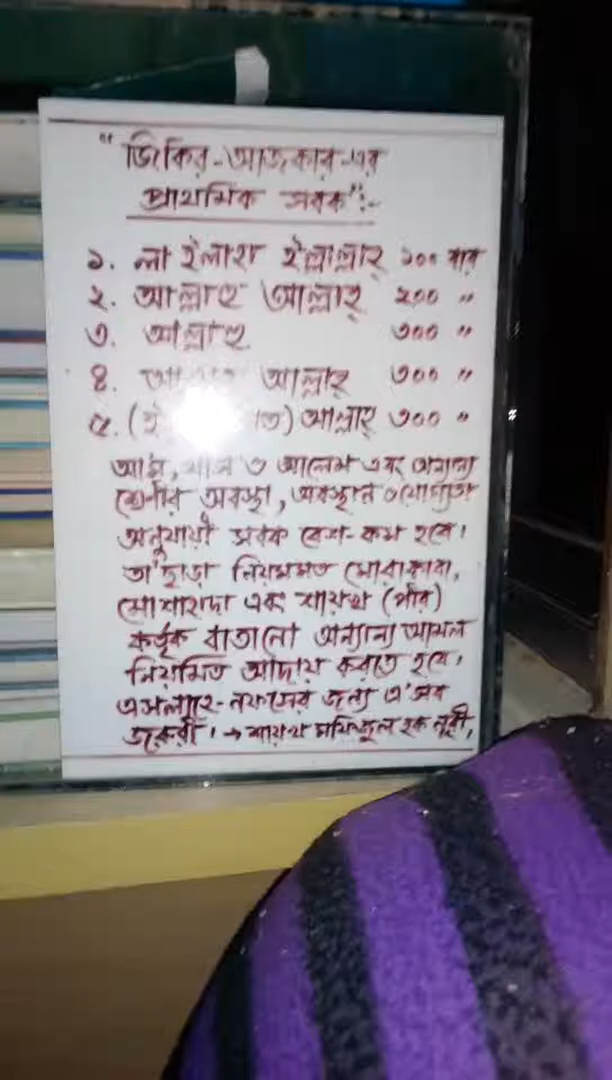 "জিকির-আজকার-এর
প্রাথমিক সবক":-
১. লা ইলাহা ইল্লাল্লাহ্ ২০০ বার
২. আল্লাহু আল্লাহ্ ২০০ "
৩. আল্লাহু ৩০০ "
৪. আল্লাহ্ ৩০০ "
৫. ( ) আল্লাহ্ ৩০০ "
আম, খাস ও আলেম এবং অন্যান্য
শ্রেণীর অবস্থা, অবস্থান ও যোগ্যতা
অনুযায়ী সবক বেশ-কম হবে।
তা'ছাড়া নিয়মমত মোরাকাবা,
মোশাহাদা এবং শায়খ (পীর)
কর্তৃক বাতানো অন্যান্য আমল
নিয়মিত আদায় করতে হবে।
এসলাহে-নফসের জন্য এ'সব
জরুরী। → শায়খ হক নূরী,